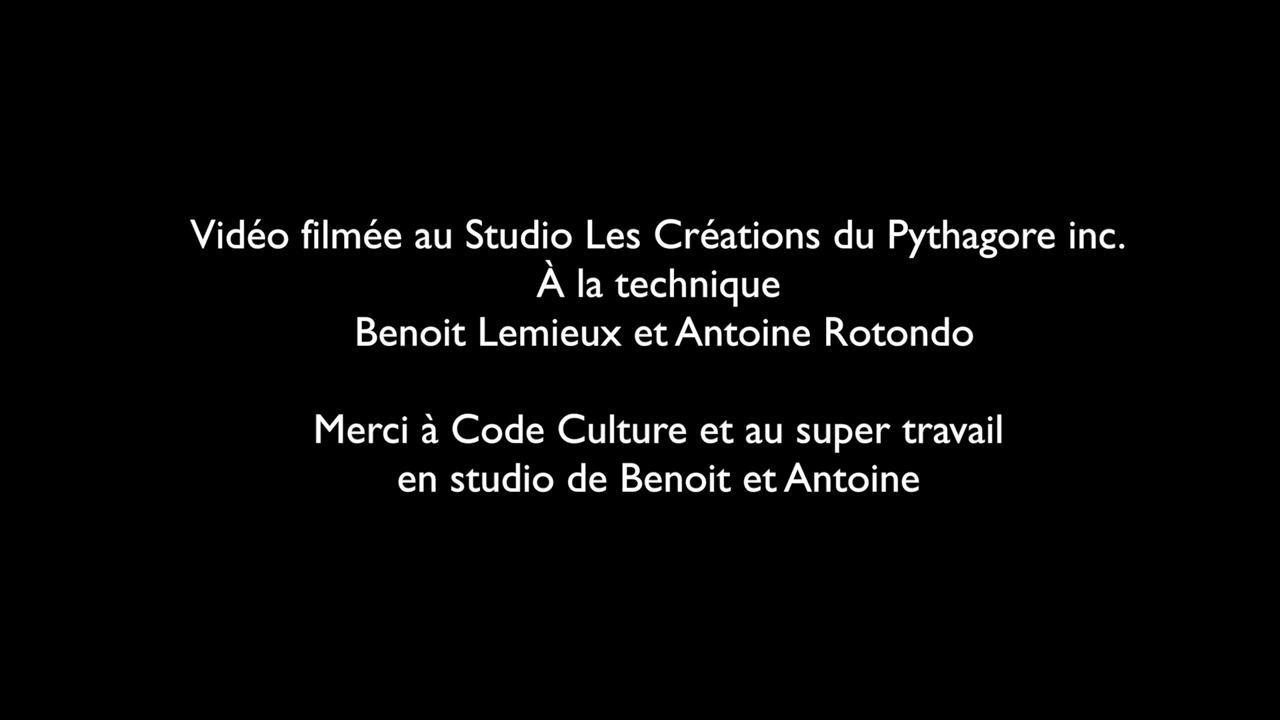 Vidéo filmée au Studio Les Créations du Pythagore inc.
À la technique
Benoit Lemieux et Antoine Rotondo
Merci à Code Culture et au super travail
en studio de Benoit et Antoine